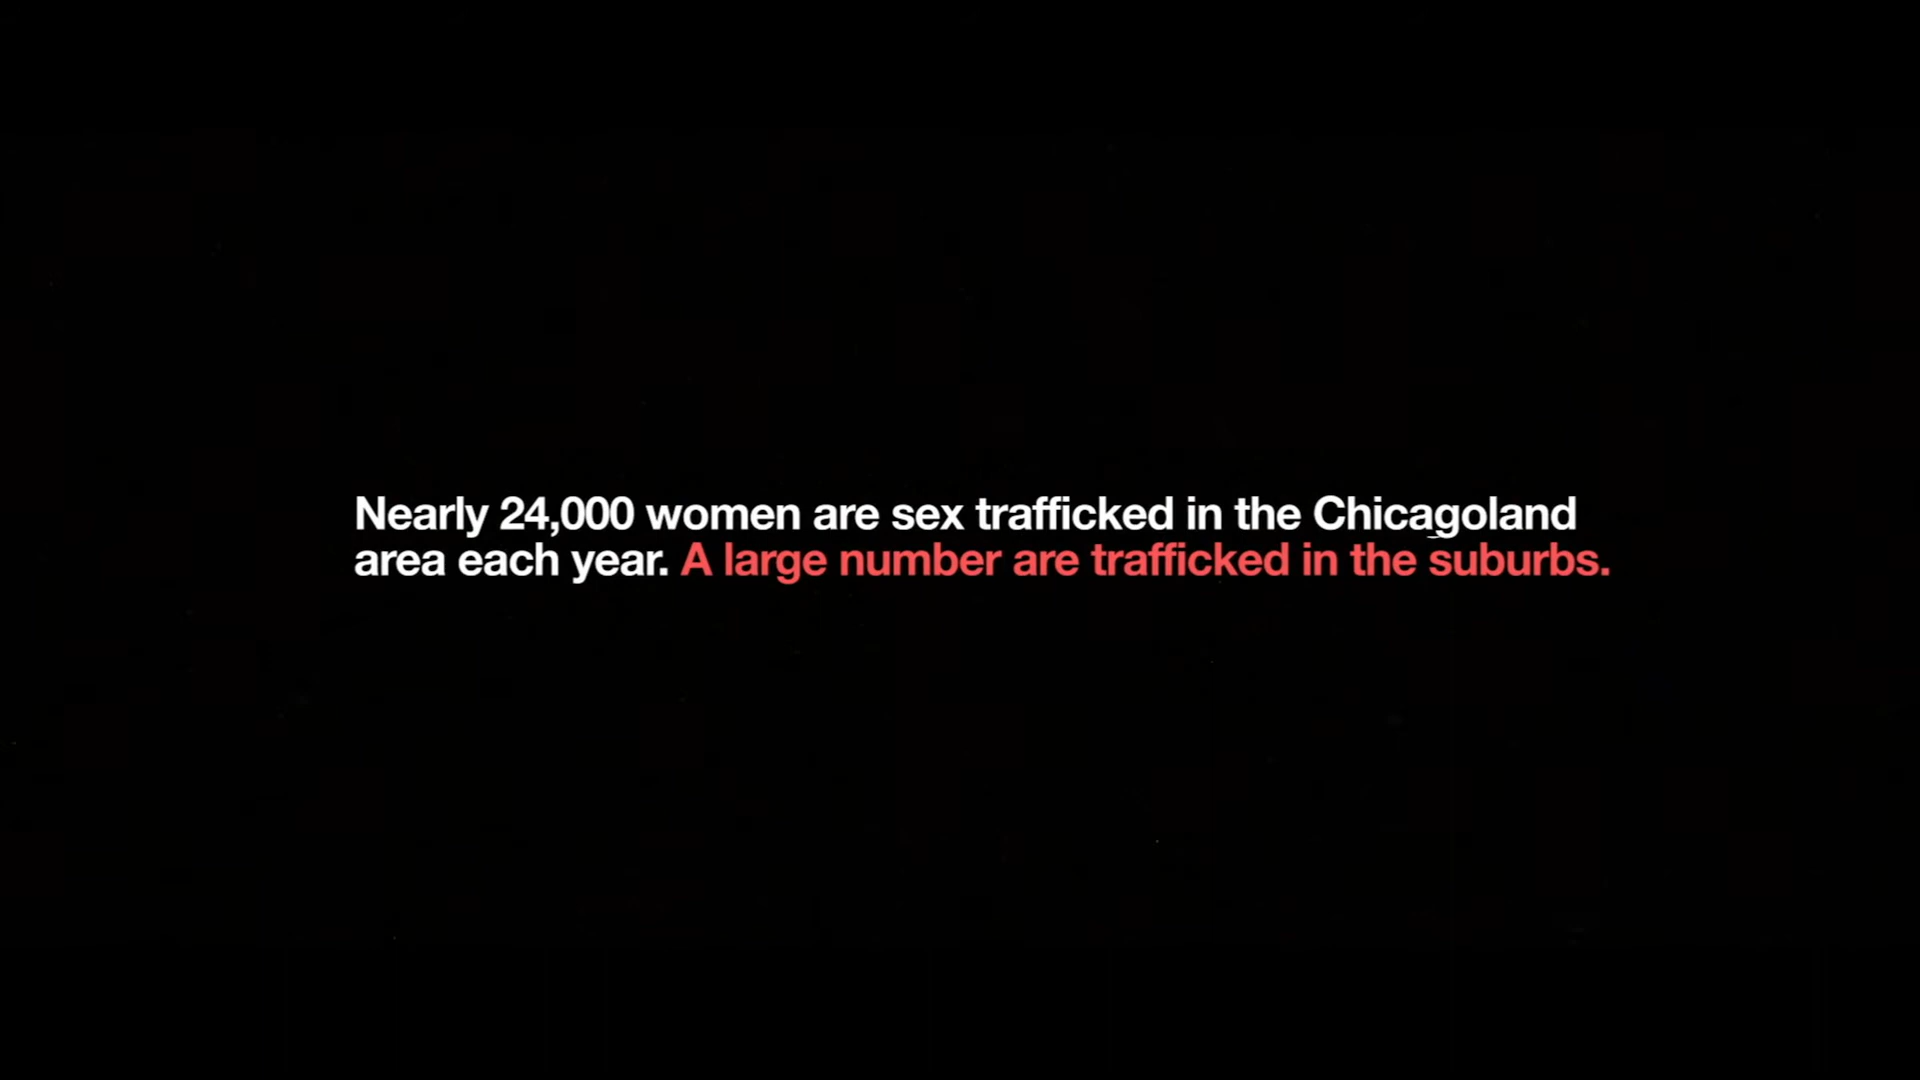 Nearly 24,000 women are sex trafficked in the Chicagoland
area each year. A large number are trafficked in the suburbs.